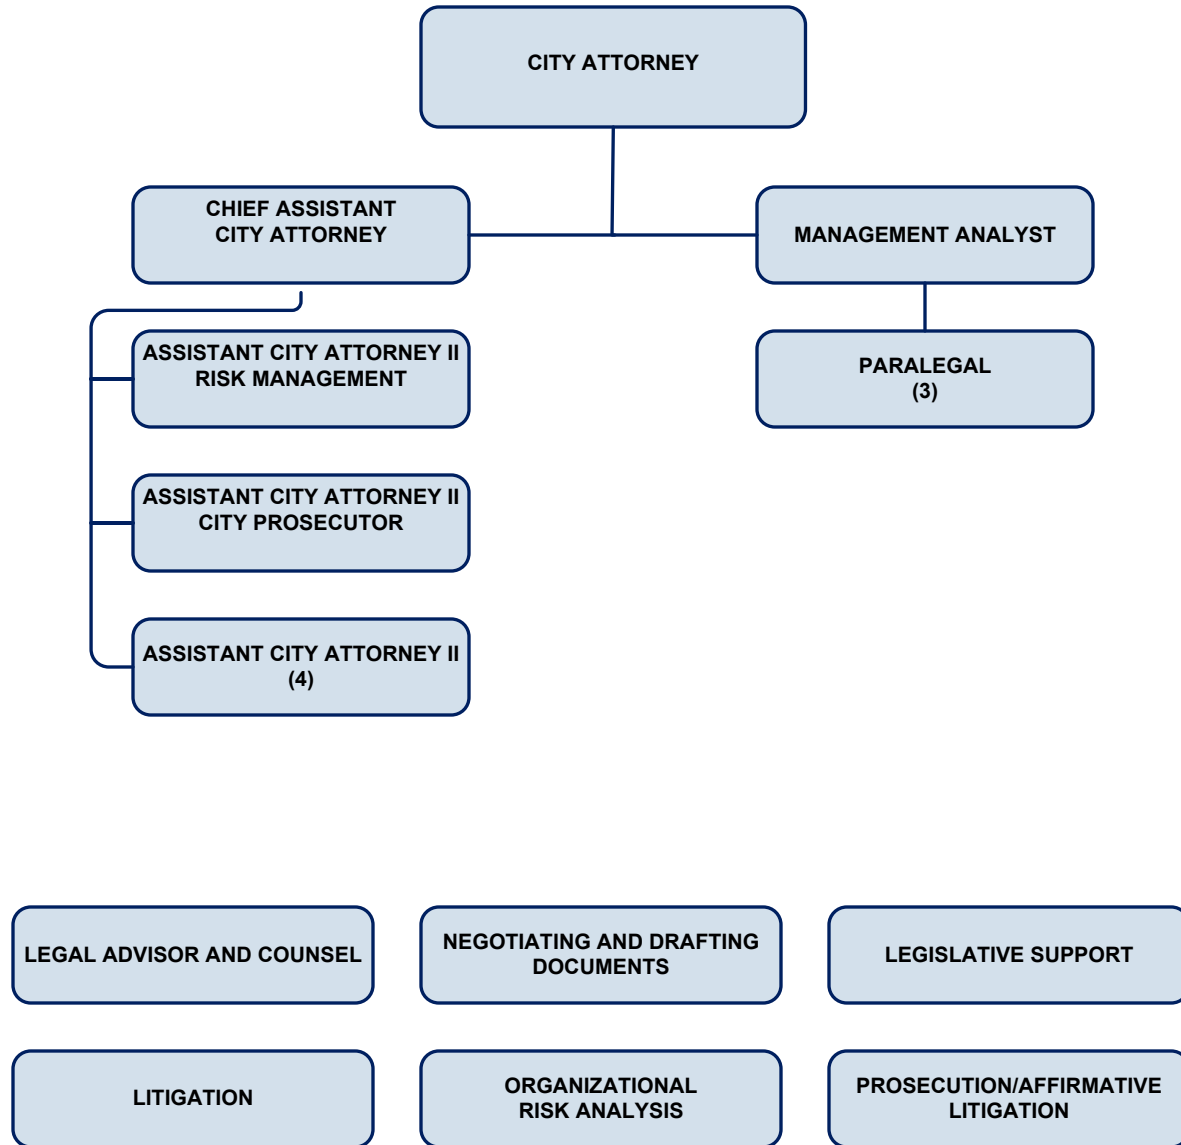 CITY ATTORNEY
CHIEF ASSISTANT
CITY ATTORNEY
MANAGEMENT ANALYST
ASSISTANT CITY ATTORNEY II
RISK MANAGEMENT
PARALEGAL
(3)
ASSISTANT CITY ATTORNEY II
CITY PROSECUTOR
ASSISTANT CITY ATTORNEY II
(4)
LEGAL ADVISOR AND COUNSEL
NEGOTIATING AND DRAFTING
DOCUMENTS
LEGISLATIVE SUPPORT
LITIGATION
ORGANIZATIONAL
RISK ANALYSIS
PROSECUTION/AFFIRMATIVE
LITIGATION